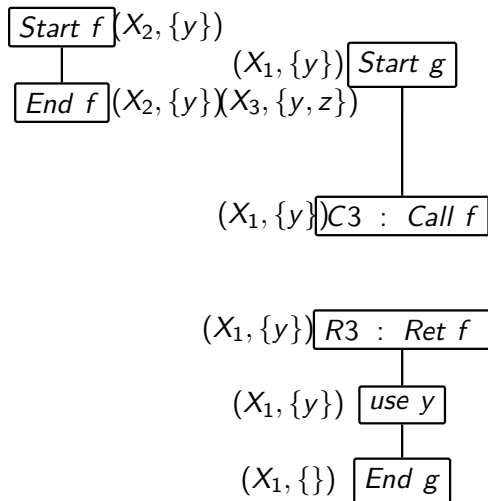 Start f (X₂, {y})
(X₁, {y}) Start g
End f (X₂, {y})(X₃, {y, z})
(X₁, {y}) C3 : Call f
(X₁, {y}) R3 : Ret f
(X₁, {y}) use y
(X₁, {}) End g